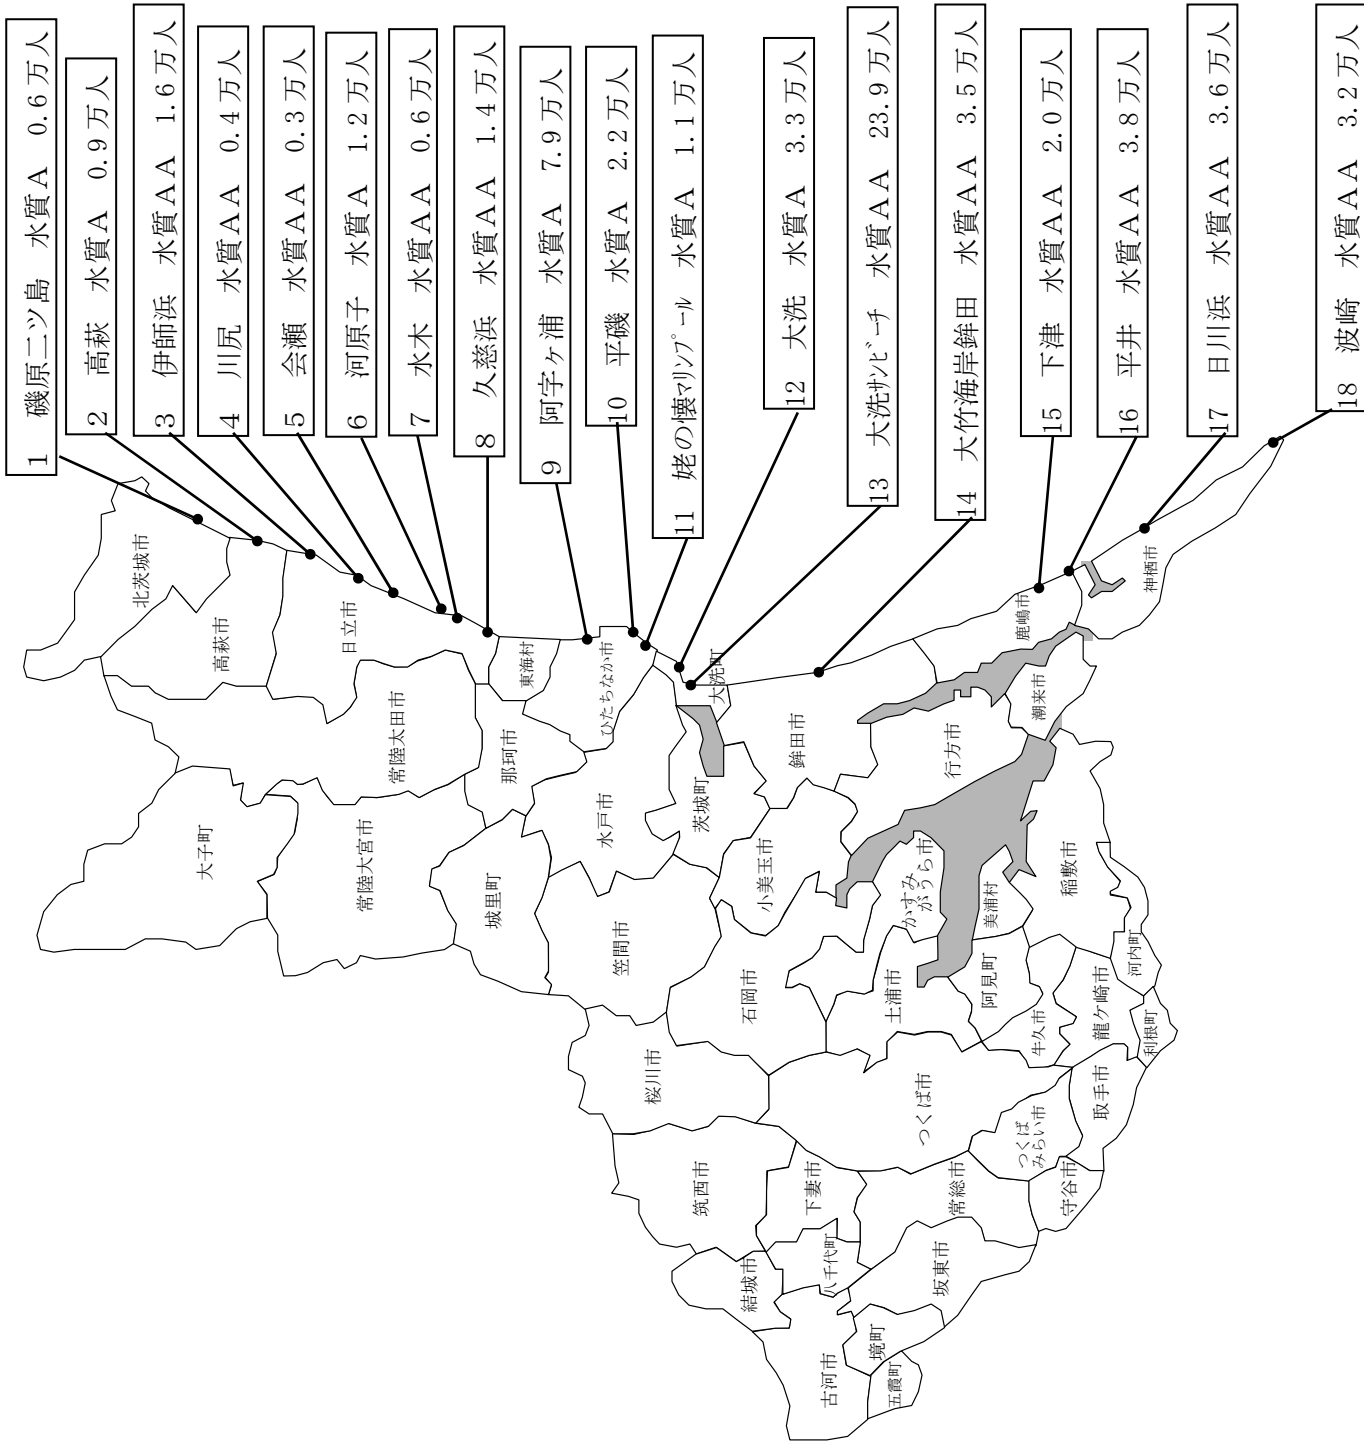 1　磯原二ツ島　水質A　0.6万人
2　高萩　水質A　0.9万人
3　伊師浜　水質AA　1.6万人
4　川尻　水質AA　0.4万人
5　会瀬　水質AA　0.3万人
6　河原子　水質A　1.2万人
7　水木　水質AA　0.6万人
8　久慈浜　水質AA　1.4万人
9　阿字ヶ浦　水質A　7.9万人
10　平磯　水質A　2.2万人
11　姥の懐ﾏﾘﾝﾌﾟｰﾙ　水質A　1.1万人
12　大洗　水質A　3.3万人
13　大洗ｻﾝﾋﾞｰﾁ　水質AA　23.9万人
14　大竹海岸鉾田　水質AA　3.5万人
15　下津　水質AA　2.0万人
16　平井　水質AA　3.8万人
17　日川浜　水質AA　3.6万人
18　波崎　水質AA　3.2万人
北茨城市
高萩市
日立市
東海村
ひたちなか市
大洗町
鹿嶋市
神栖市
大子町
常陸太田市
常陸大宮市
那珂市
城里町
水戸市
茨城町
鉾田市
行方市
潮来市
笠間市
小美玉市
石岡市
かすみ
がうら市
美浦村
稲敷市
土浦市
阿見町
牛久市
龍ケ崎市
河内町
利根町
桜川市
つくば市
つくば
みらい市
取手市
守谷市
筑西市
下妻市
常総市
結城市
八千代町
坂東市
古河市
境町
五霞町